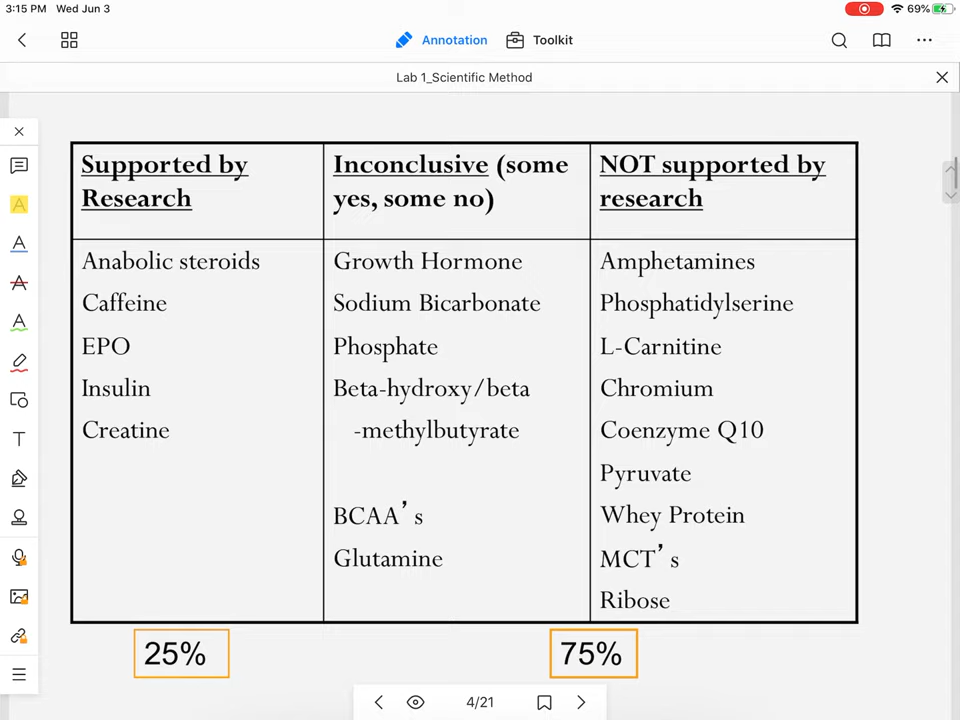 3:15 PM Wed Jun 3
69%
Annotation
Toolkit
Lab 1_Scientific Method
Supported by
Research
Inconclusive (some
yes, some no)
NOT supported by
research
Anabolic steroids
Caffeine
EPO
Insulin
Creatine
Growth Hormone
Sodium Bicarbonate
Phosphate
Beta-hydroxy/beta
-methylbutyrate
BCAA’s
Glutamine
Amphetamines
Phosphatidylserine
L-Carnitine
Chromium
Coenzyme Q10
Pyruvate
Whey Protein
MCT’s
Ribose
25%
75%
4/21